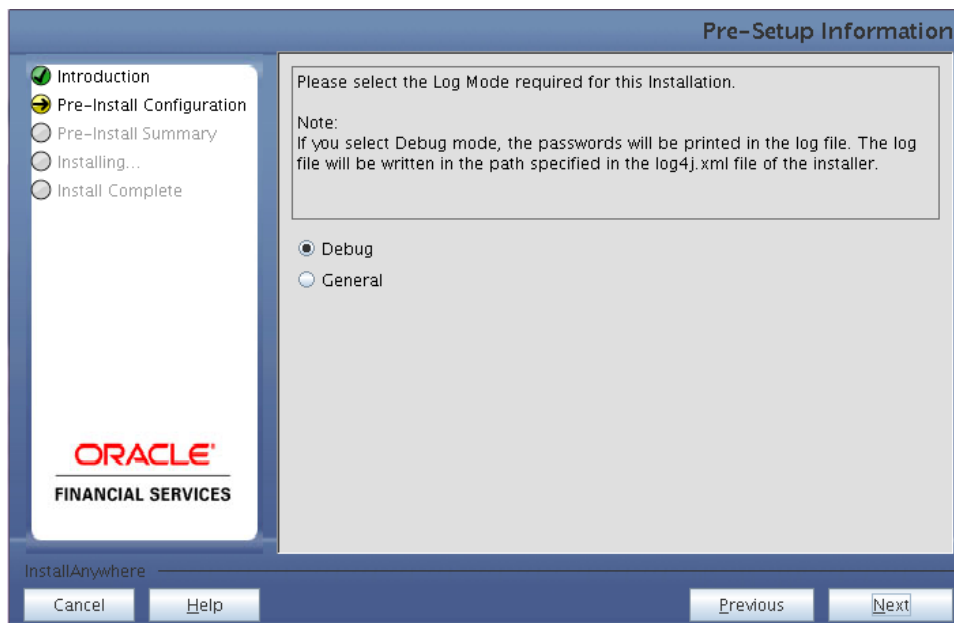 Pre-Setup Information
Introduction
Pre-Install Configuration
Pre-Install Summary
Installing...
Install Complete
Please select the Log Mode required for this Installation.
Note:
If you select Debug mode, the passwords will be printed in the log file. The log
file will be written in the path specified in the log4j.xml file of the installer.
Debug
General
ORACLE'
FINANCIAL SERVICES
InstallAnywhere
Cancel
Help
Previous
Next